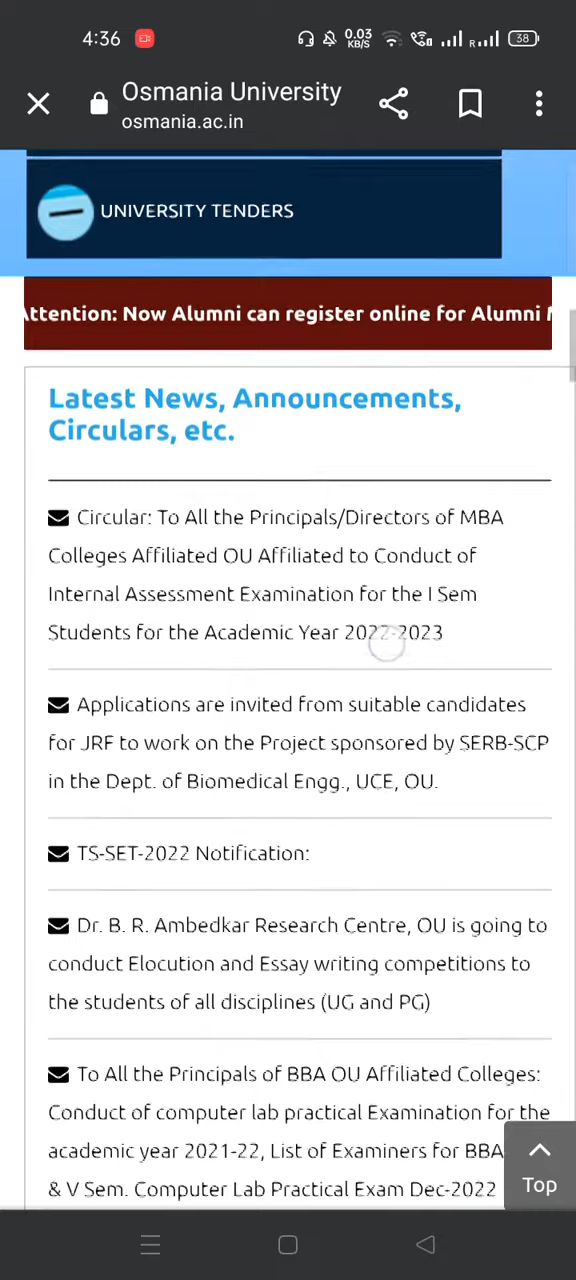 4:36
0.03
KB/S
R
38
Osmania University
osmania.ac.in
UNIVERSITY TENDERS
Attention: Now Alumni can register online for Alumni
Latest News, Announcements,
Circulars, etc.
Circular: To All the Principals/Directors of MBA
Colleges Affiliated OU Affiliated to Conduct of
Internal Assessment Examination for the I Sem
Students for the Academic Year 2022-2023
Applications are invited from suitable candidates
for JRF to work on the Project sponsored by SERB-SCP
in the Dept. of Biomedical Engg., UCE, OU.
TS-SET-2022 Notification:
Dr. B. R. Ambedkar Research Centre, OU is going to
conduct Elocution and Essay writing competitions to
the students of all disciplines (UG and PG)
To All the Principals of BBA OU Affiliated Colleges:
Conduct of computer lab practical Examination for the
academic year 2021-22, List of Examiners for BBA
& V Sem. Computer Lab Practical Exam Dec-2022
Top